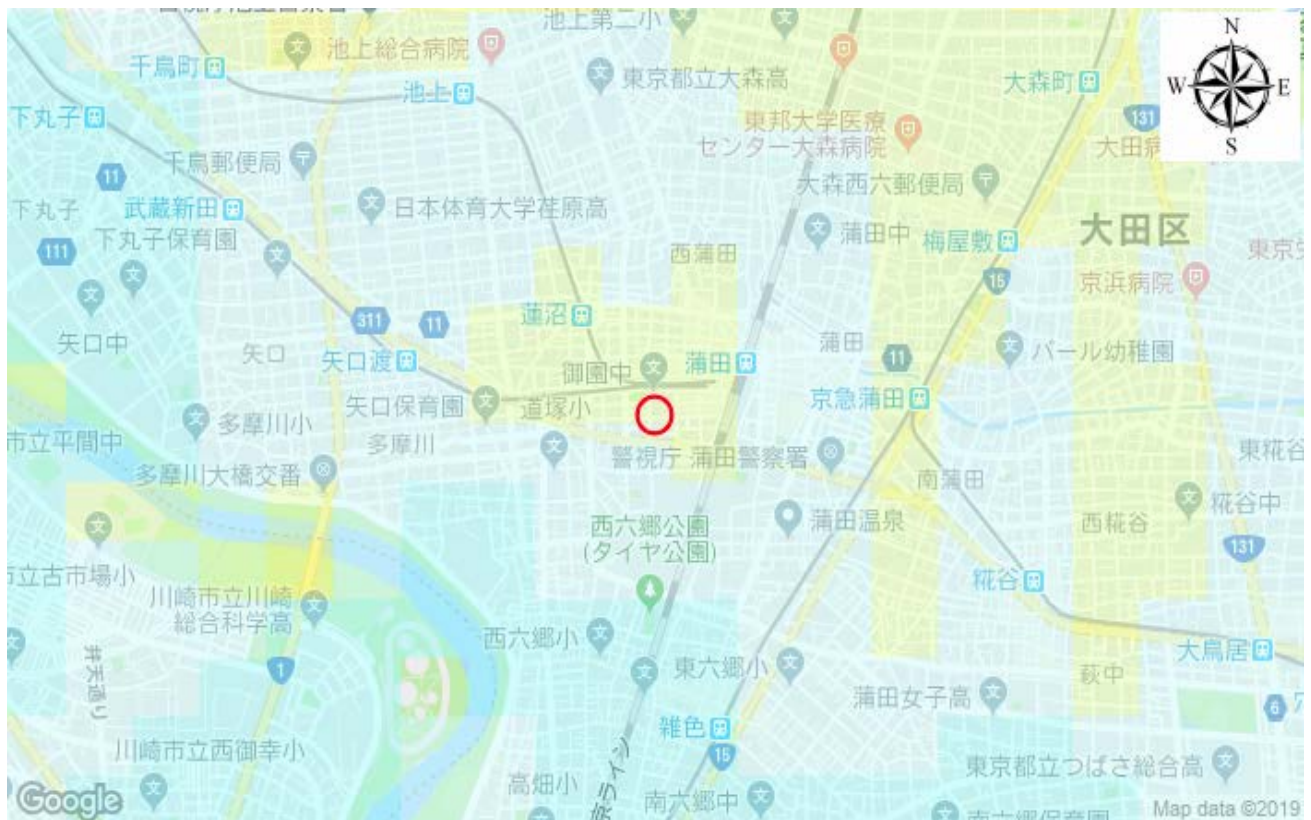 池上第二小
N
W
E
S
池上総合病院
千鳥町
池上
東京都立大森高
大森町
下丸子
東邦大学医療
センター大森病院
131
千鳥郵便局
11
大森西六郵便局
下丸子
武蔵新田
日本体育大学荏原高
下丸子保育園
111
蒲田中
西蒲田
梅屋敷
大田区
京浜病院
15
蓮沼
311
11
矢口中
矢口
矢口渡
御園中
蒲田
蒲田
11
パール幼稚園
矢口保育園
道塚小
京急蒲田
多摩川小
市立平間中
多摩川
警視庁 蒲田警察署
多摩川大橋交番
南蒲田
糀谷中
西六郷公園
(タイヤ公園)
蒲田温泉
西糀谷
131
市立古市場小
糀谷
川崎市立川崎
総合科学高
西六郷小
東六郷小
大鳥居
1
萩中
蒲田女子高
6
雑色
15
川崎市立西御幸小
高畑小
東京都立つばさ総合高
南六郷中
Google
Map data ©2019